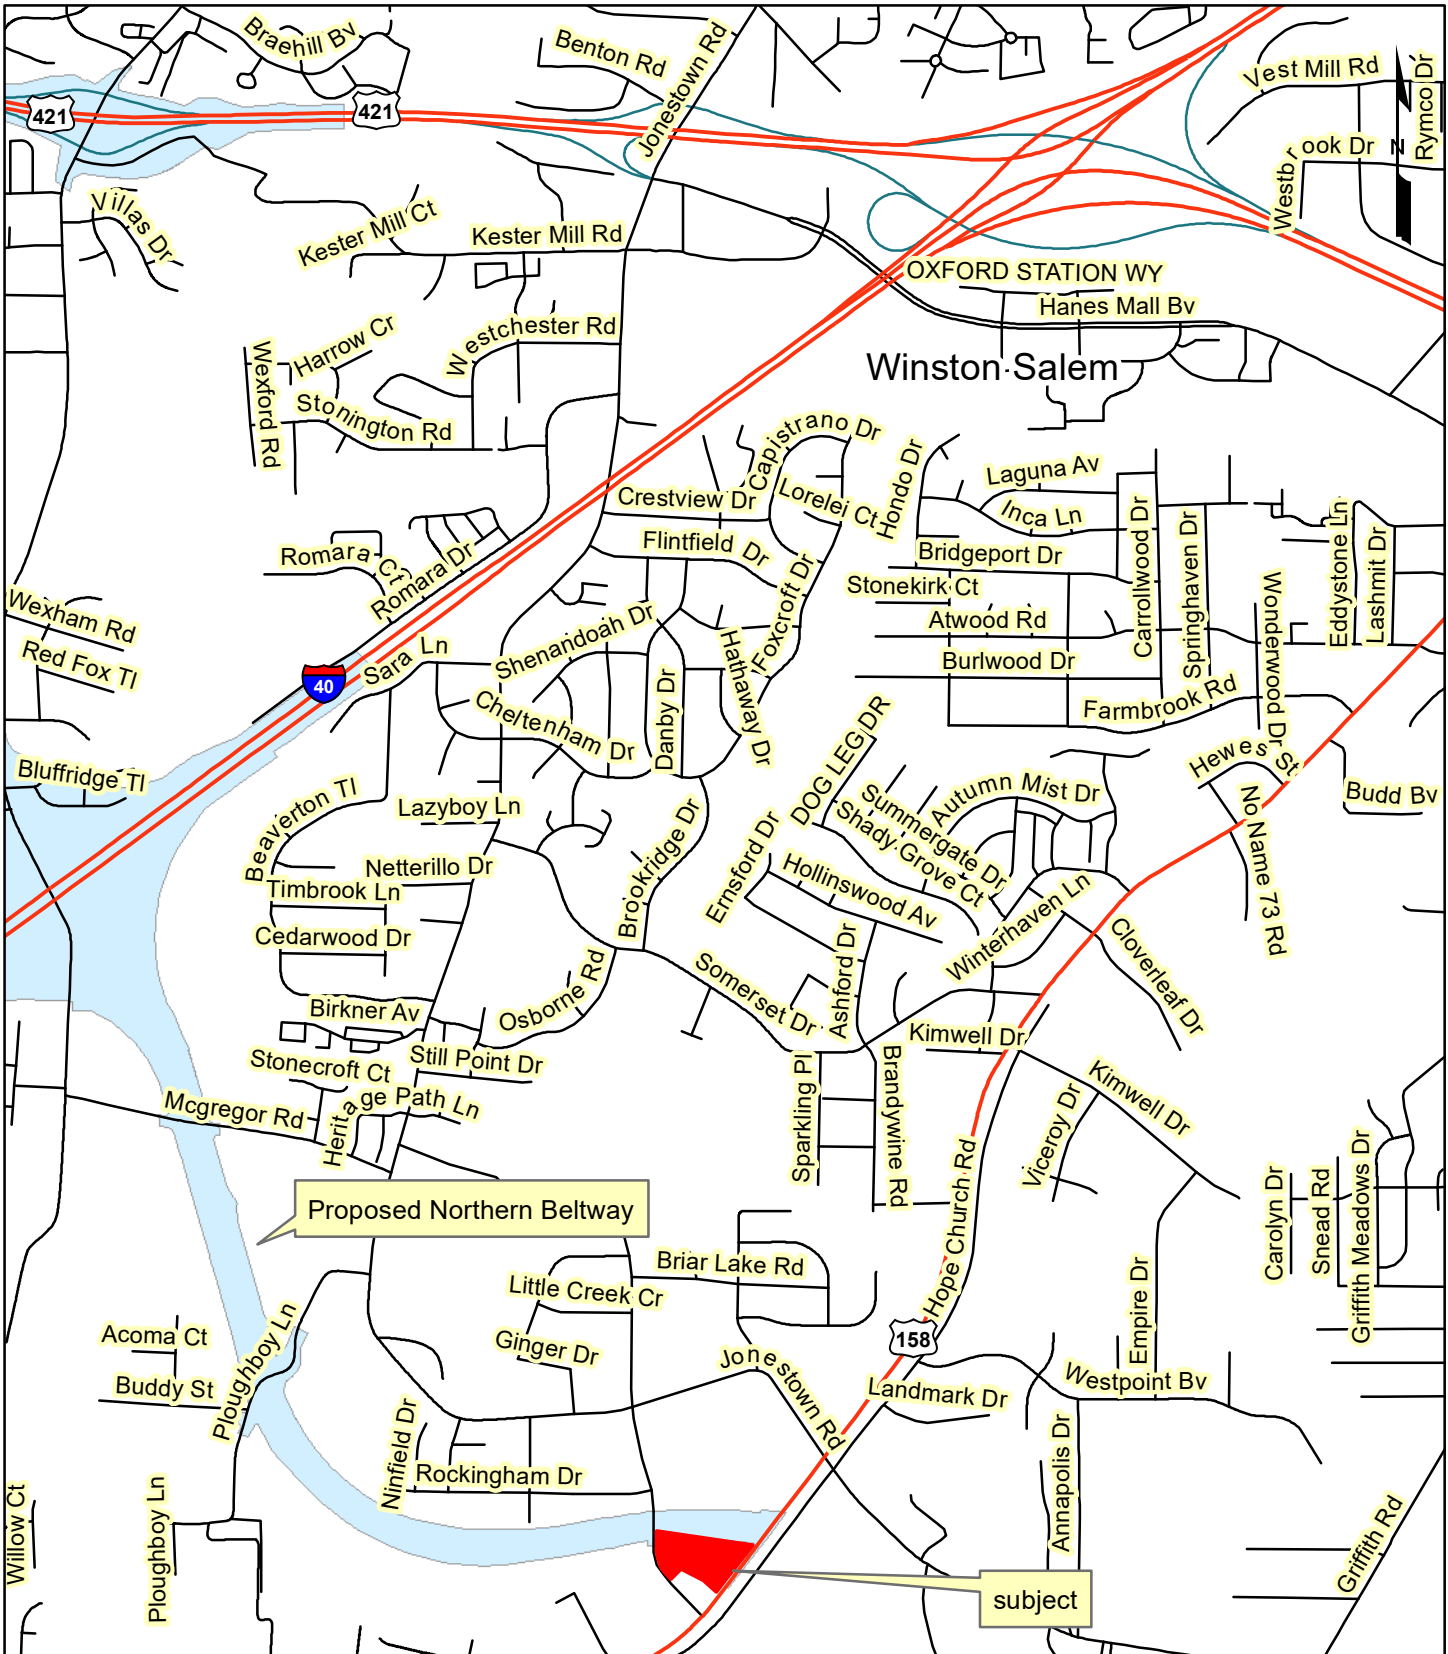 Braehill Bv
Benton Rd
Jonestown Rd
Vest Mill Rd
Rymco Dr
421
421
N
Westbrook Dr
Villas Dr
Kester Mill Ct
Kester Mill Rd
OXFORD STATION WY
Hanes Mall Bv
Harrow Cr
Westchester Rd
Wexford Rd
Winston-Salem
Stonington Rd
Capistrano Dr
Hondo Dr
Laguna Av
Crestview Dr
Lorelei Ct
Inca Ln
Carrollwood Dr
Springhaven Dr
Eddystone Ln
Lashmit Dr
Romara Ct
Romara Dr
Flintfield Dr
Bridgeport Dr
Stonekirk Ct
Foxcroft Dr
Wonderwood Dr
Wexham Rd
Atwood Rd
Shenandoah Dr
Hathaway Dr
Red Fox Tl
Sara Ln
Burlwood Dr
40
Danby Dr
Farmbrook Rd
Cheltenham Dr
DOG LEG DR
Hewes St
Bluffridge Tl
Beaverton Tl
Lazyboy Ln
Summergate Dr
Autumn Mist Dr
Budd Bv
Shady Grove Ct
No Name 73 Rd
Brookridge Dr
Ernsford Dr
Netterillo Dr
Hollinswood Av
Timbrook Ln
Winterhaven Ln
Cedarwood Dr
Ashford Dr
Cloverleaf Dr
Osborne Rd
Somerset Dr
Birkner Av
Kimwell Dr
Stonecroft Ct
Still Point Dr
Sparkling Pl
Brandywine Rd
Kimwell Dr
Mcgregor Rd
Heritage Path Ln
Viceroy Dr
Hope Church Rd
Carolyn Dr
Snead Rd
Griffith Meadows Dr
Proposed Northern Beltway
Briar Lake Rd
Little Creek Cr
Empire Dr
Acoma Ct
Ploughboy Ln
Ginger Dr
158
Jonestown Rd
Buddy St
Landmark Dr
Westpoint Bv
Ninfield Dr
Rockingham Dr
Annapolis Dr
Willow Ct
Ploughboy Ln
Griffith Rd
subject